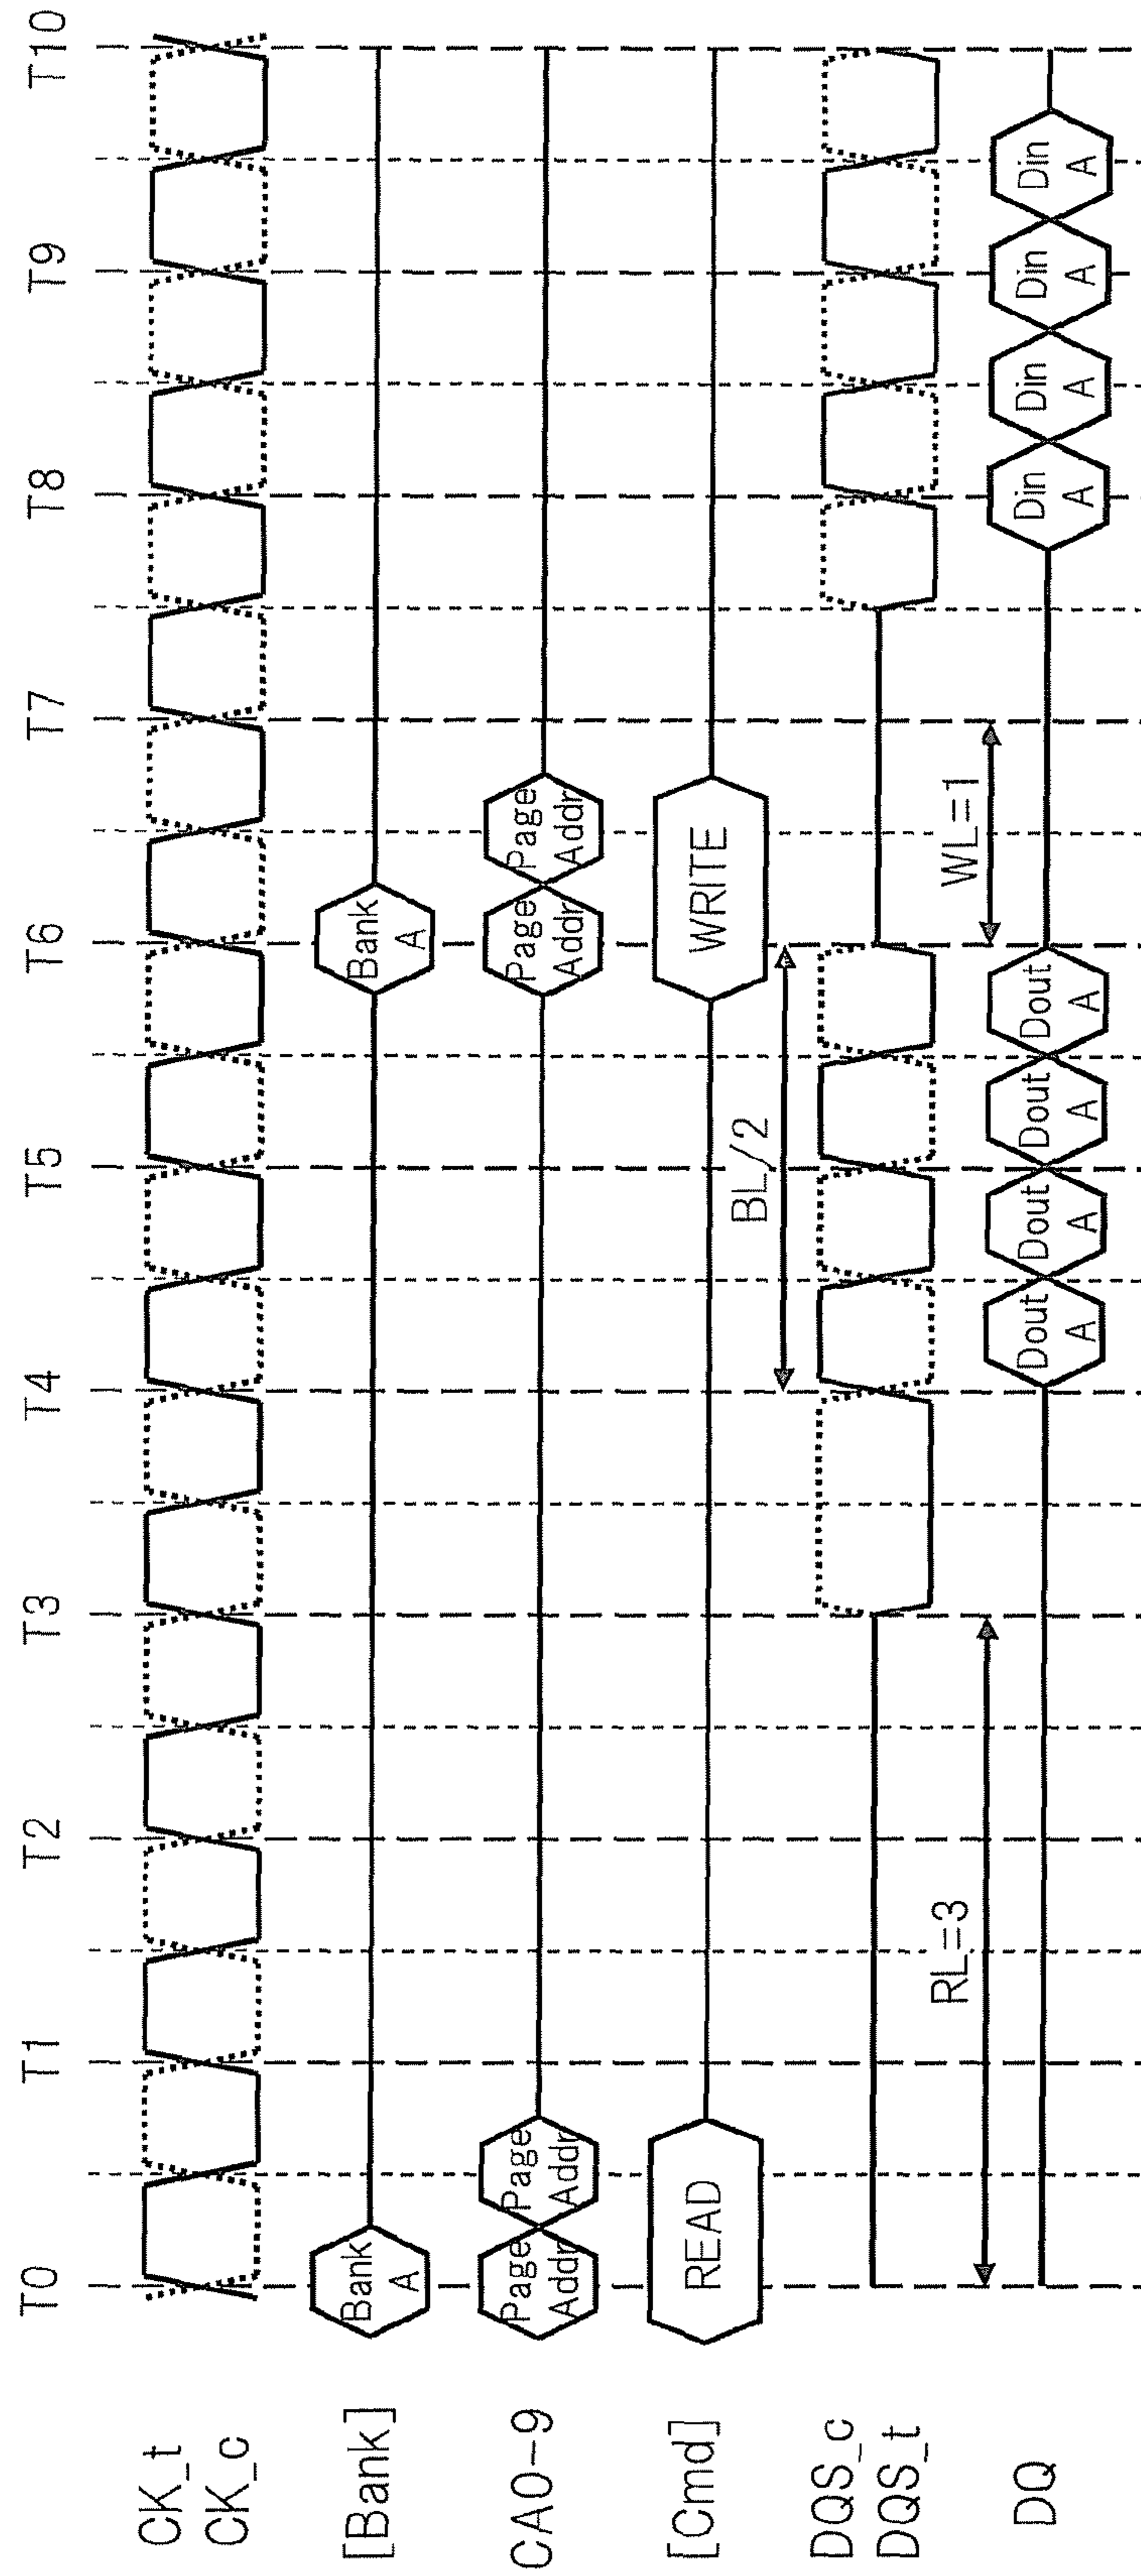 T0 T1 T2 T3 T4 T5 T6 T7 T8 T9 T10
CK_t
CK_c
[Bank]
Bank
A
Bank
A
CA0-9
Page
Addr
Page
Addr
Page
Addr
Page
Addr
[Cmd]
READ
WRITE
BL/2
DQS_c
DQS_t
RL=3
WL=1
DQ
Dout
A
Dout
A
Dout
A
Dout
A
Din
A
Din
A
Din
A
Din
A